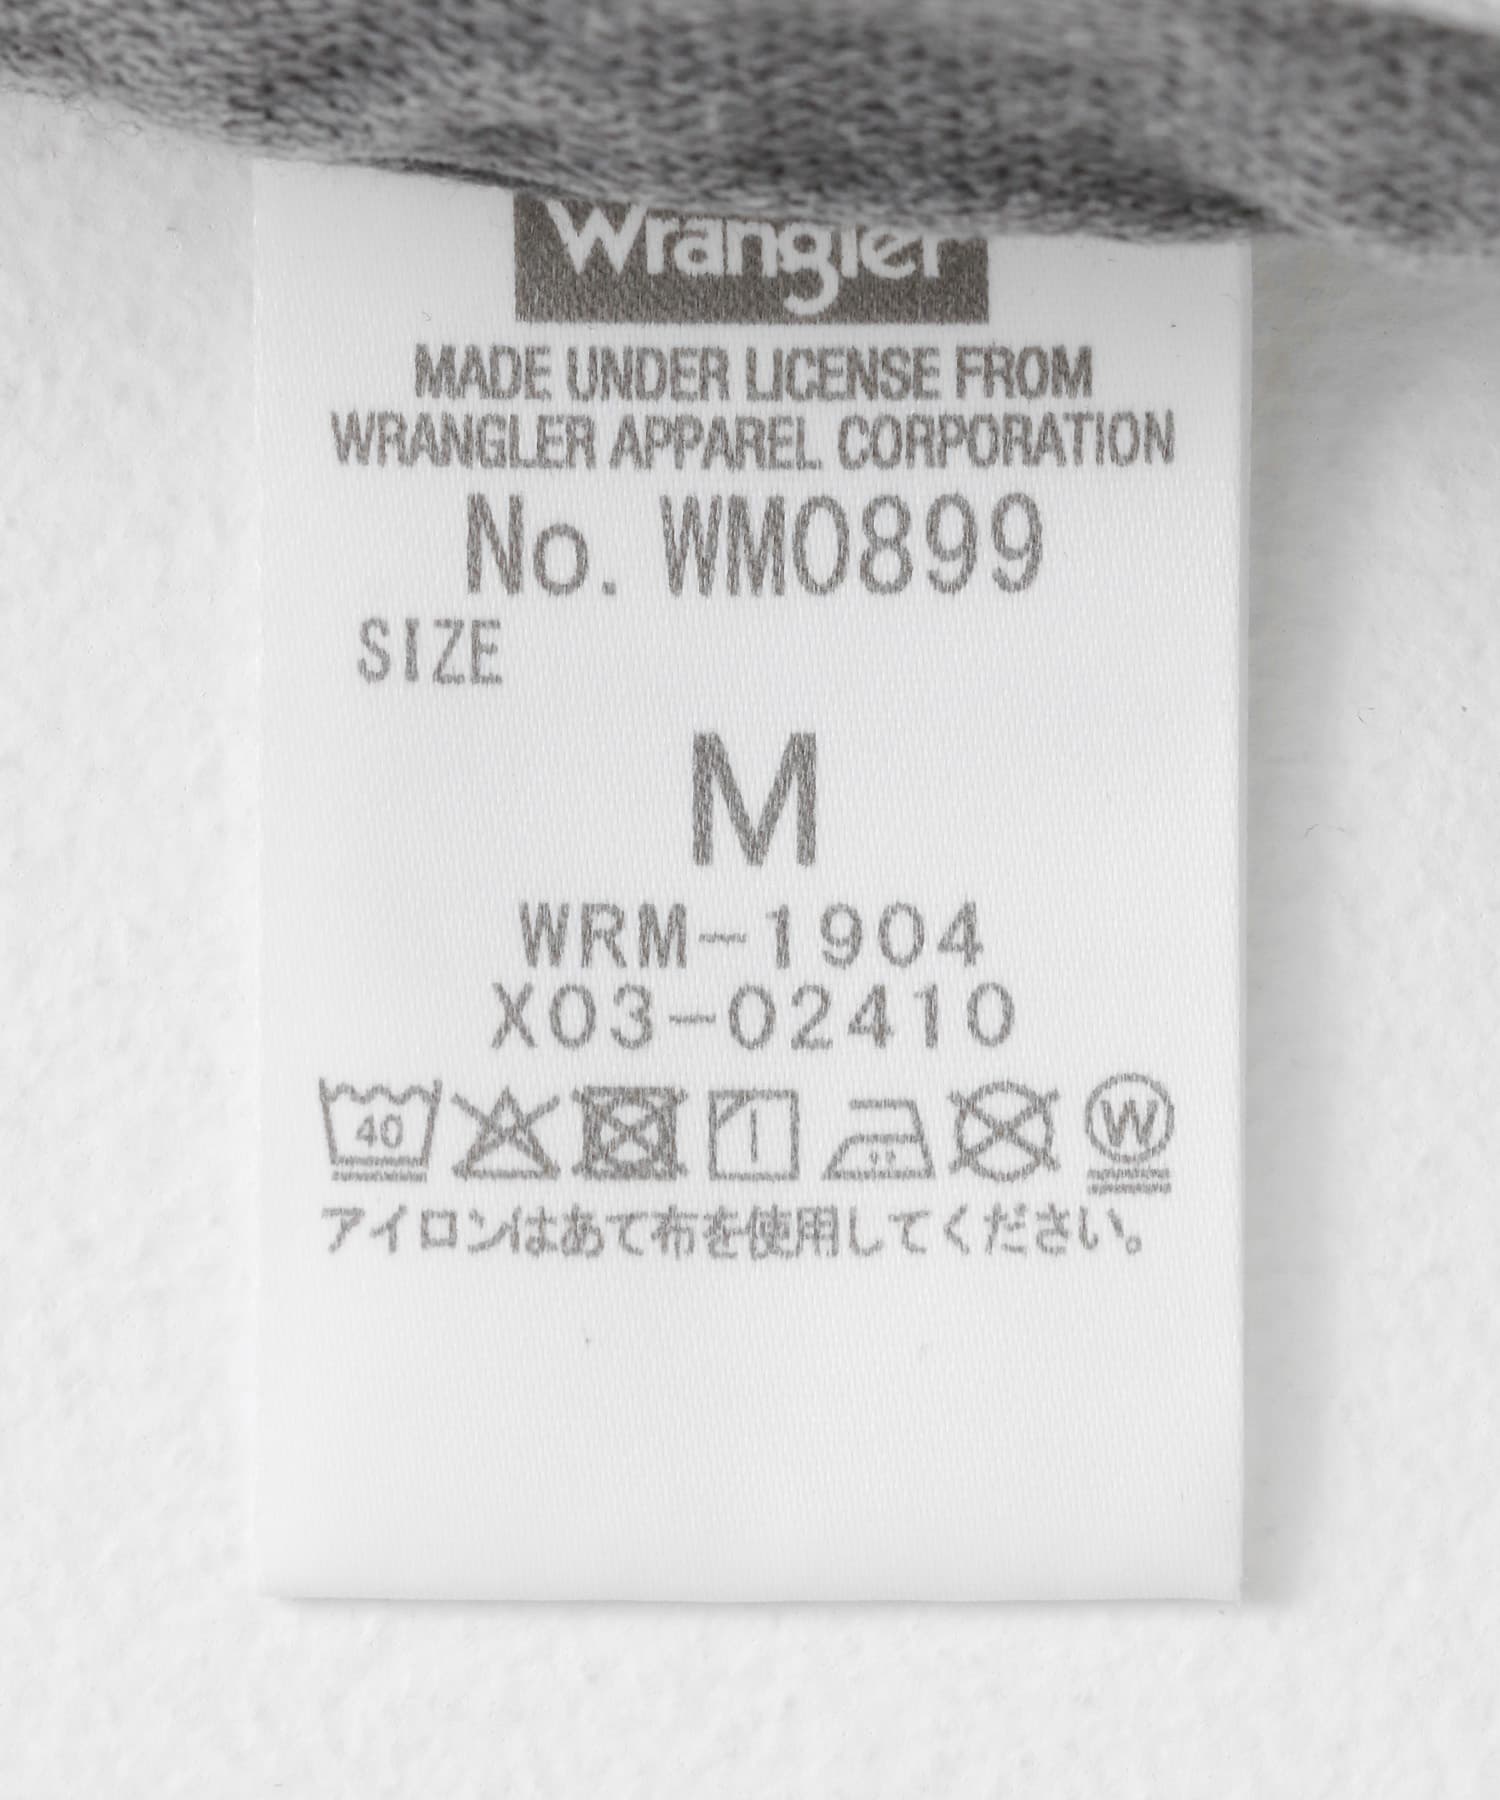 Wrangler
MADE UNDER LICENSE FROM
WRANGLER APPAREL CORPORATION
No. WM0899
SIZE
M
WRM-1904
X03-02410
40
W
アイロンはあて布を使用してください。